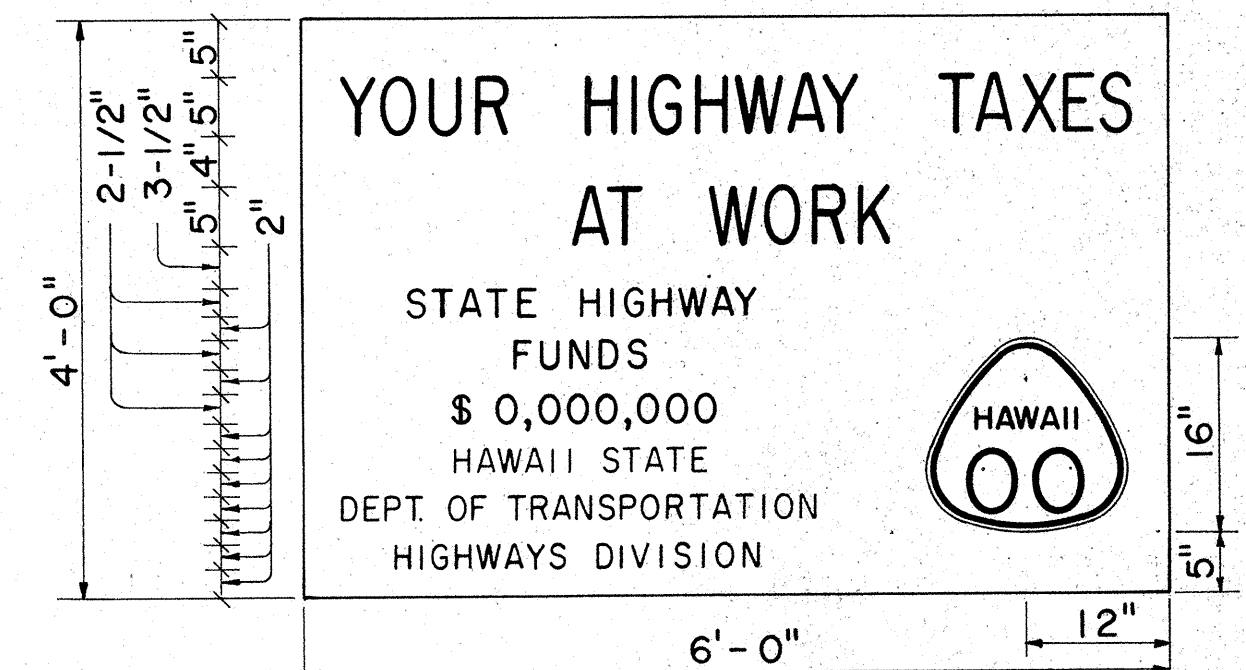 YOUR HIGHWAY TAXES
AT WORK
STATE HIGHWAY
FUNDS
$ 0,000,000
HAWAII STATE
DEPT. OF TRANSPORTATION
HIGHWAYS DIVISION
HAWAII
00
4'-0"
2-1/2"
3-1/2"
5"
5"
4"
5"
2"
16"
5"
12"
6'-0"